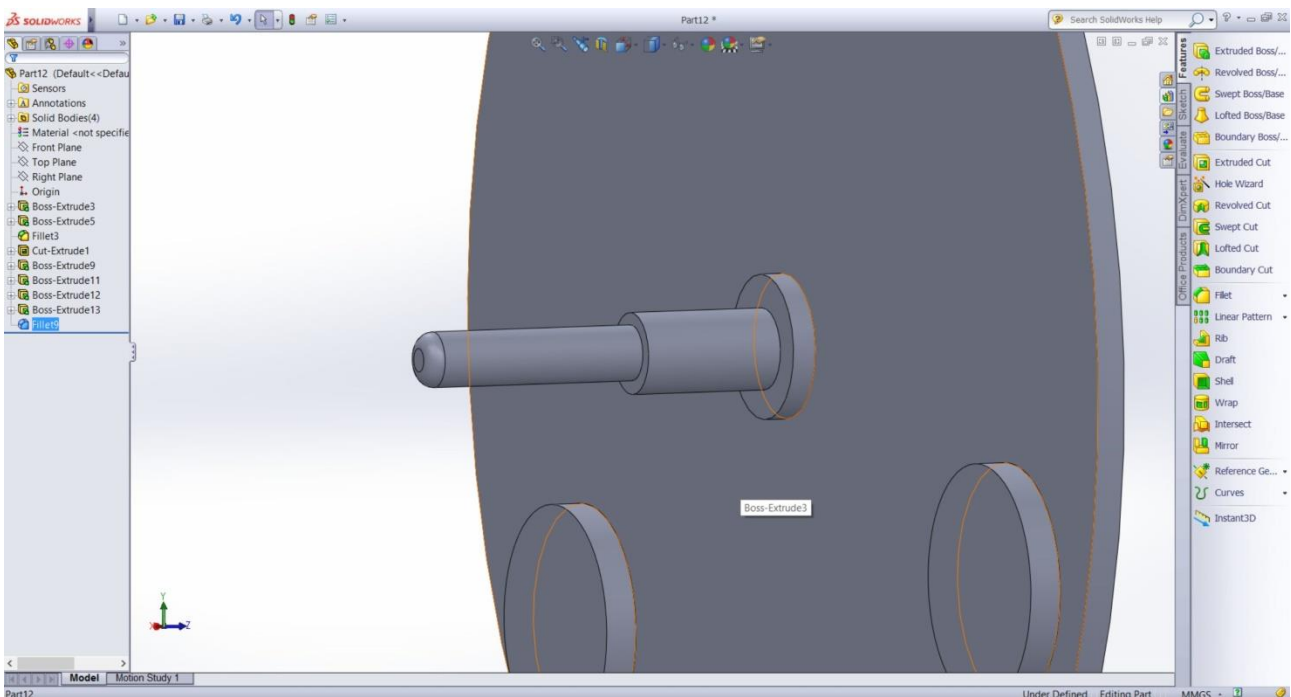 SOLIDWORKS
Part12 *
Search SolidWorks Help
Part12 (Default<<Defau
Sensors
Annotations
Solid Bodies(4)
Material <not specifie
Front Plane
Top Plane
Right Plane
Origin
Boss-Extrude3
Boss-Extrude5
Fillet3
Cut-Extrude1
Boss-Extrude9
Boss-Extrude11
Boss-Extrude12
Boss-Extrude13
Fillet9
Boss-Extrude3
Y
X
Z
Features
Sketch
Evaluate
DimXpert
Office Products
Extruded Boss/...
Revolved Boss/...
Swept Boss/Base
Lofted Boss/Base
Boundary Boss/...
Extruded Cut
Hole Wizard
Revolved Cut
Swept Cut
Lofted Cut
Boundary Cut
Fillet
Linear Pattern
Rib
Draft
Shell
Wrap
Intersect
Mirror
Reference Ge...
Curves
Instant3D
Model
Motion Study 1
Part12
Under Defined
Editing Part
MMGS